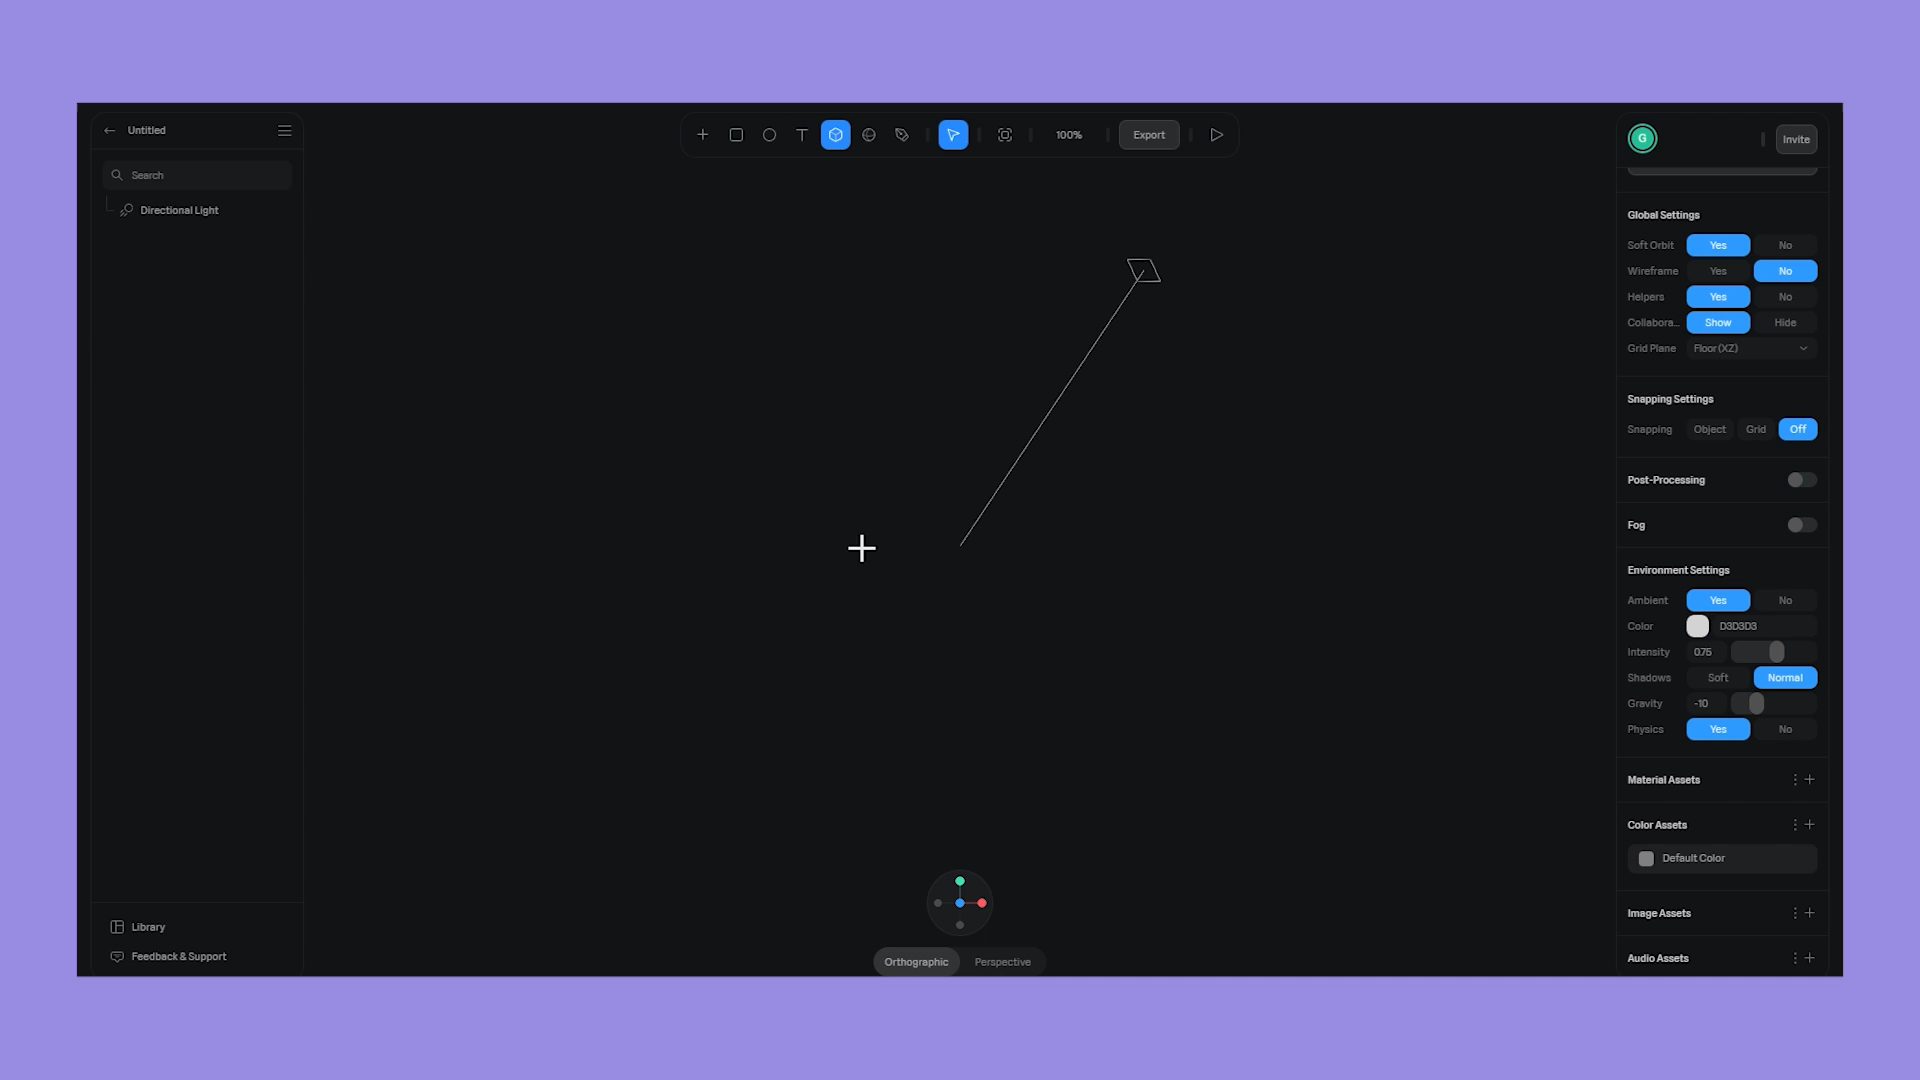 Untitled
Search
Directional Light
Library
Feedback & Support
100%
Export
G
Invite
Global Settings
Soft Orbit Yes No
Wireframe Yes No
Helpers Yes No
Collabora... Show Hide
Grid Plane Floor (XZ)
Snapping Settings
Snapping Object Grid Off
Post-Processing
Fog
Environment Settings
Ambient Yes No
Color D3D3D3
Intensity 0.75
Shadows Soft Normal
Gravity -10
Physics Yes No
Material Assets
Color Assets
Default Color
Image Assets
Audio Assets
Orthographic Perspective